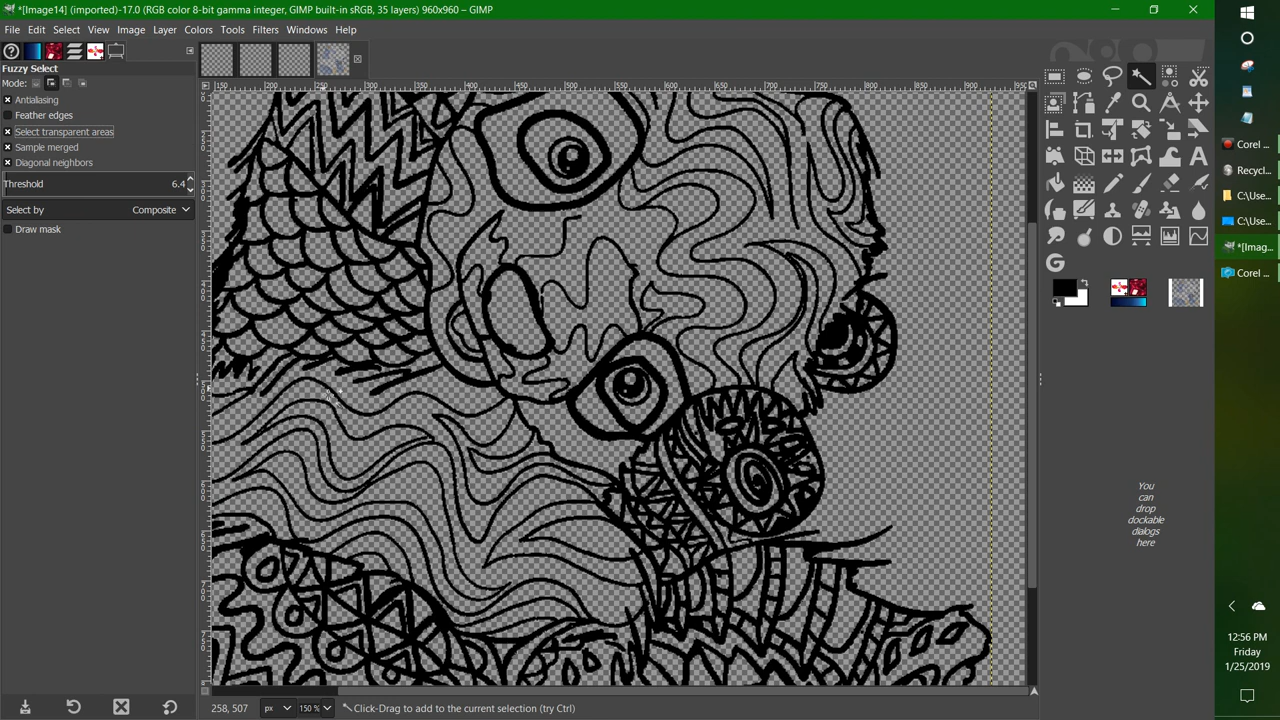 *[Image14] (imported)-17.0 (RGB color 8-bit gamma integer, GIMP built-in sRGB, 35 layers) 960x960 – GIMP
File Edit Select View Image Layer Colors Tools Filters Windows Help
Fuzzy Select
Mode:
Antialiasing
Feather edges
Select transparent areas
Sample merged
Diagonal neighbors
Threshold 6.4
Select by Composite
Draw mask
You
can
drop
dockable
dialogs
here
Corel ...
Recycl...
C:\Use...
C:\Use...
*[Imag...
Corel ...
12:56 PM
Friday
1/25/2019
258, 507 px 150 % Click-Drag to add to the current selection (try Ctrl)